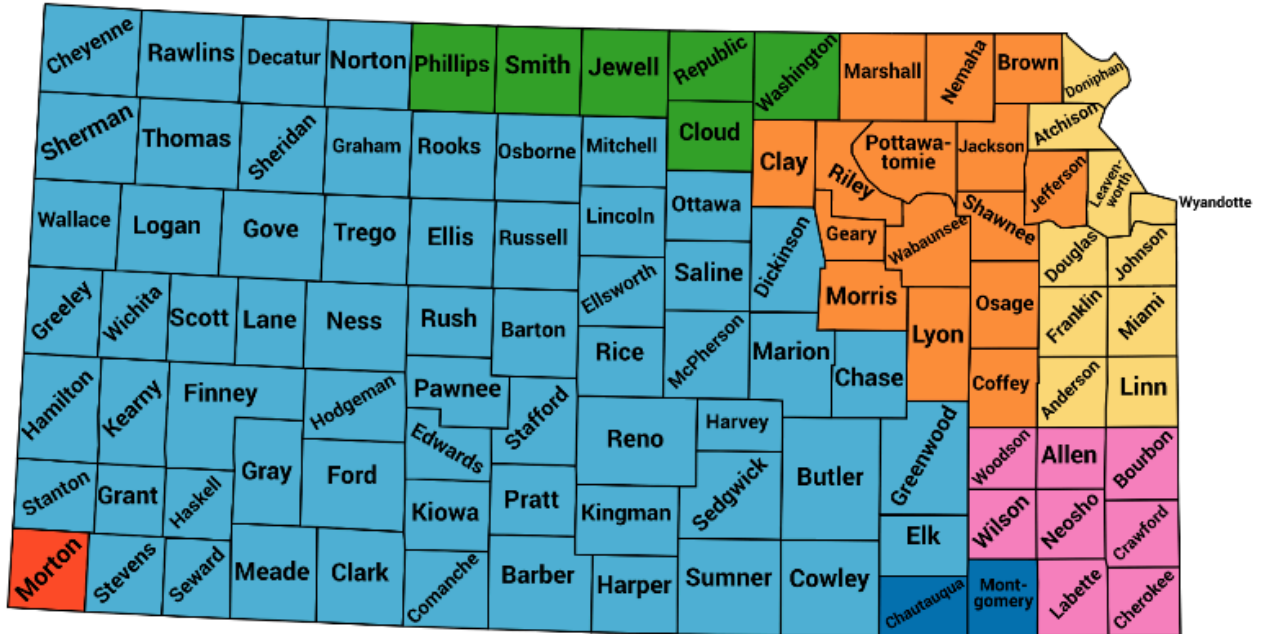 Cheyenne
Rawlins
Decatur
Norton
Phillips
Smith
Jewell
Republic
Washington
Marshall
Nemaha
Brown
Doniphan
Sherman
Thomas
Sheridan
Graham
Rooks
Osborne
Mitchell
Cloud
Clay
Riley
Pottawa-
tomie
Jackson
Atchison
Jefferson
Leaven-
worth
Wyandotte
Wallace
Logan
Gove
Trego
Ellis
Russell
Lincoln
Ottawa
Saline
Dickinson
Geary
Wabaunsee
Shawnee
Douglas
Johnson
Greeley
Wichita
Scott
Lane
Ness
Rush
Barton
Ellsworth
Rice
McPherson
Marion
Morris
Chase
Lyon
Osage
Franklin
Miami
Hamilton
Kearny
Finney
Hodgeman
Pawnee
Stafford
Edwards
Reno
Harvey
Coffey
Anderson
Linn
Stanton
Grant
Haskell
Gray
Ford
Kiowa
Pratt
Kingman
Sedgwick
Butler
Greenwood
Woodson
Allen
Bourbon
Elk
Wilson
Neosho
Crawford
Morton
Stevens
Seward
Meade
Clark
Comanche
Barber
Harper
Sumner
Cowley
Chautauqua
Mont-
gomery
Labette
Cherokee